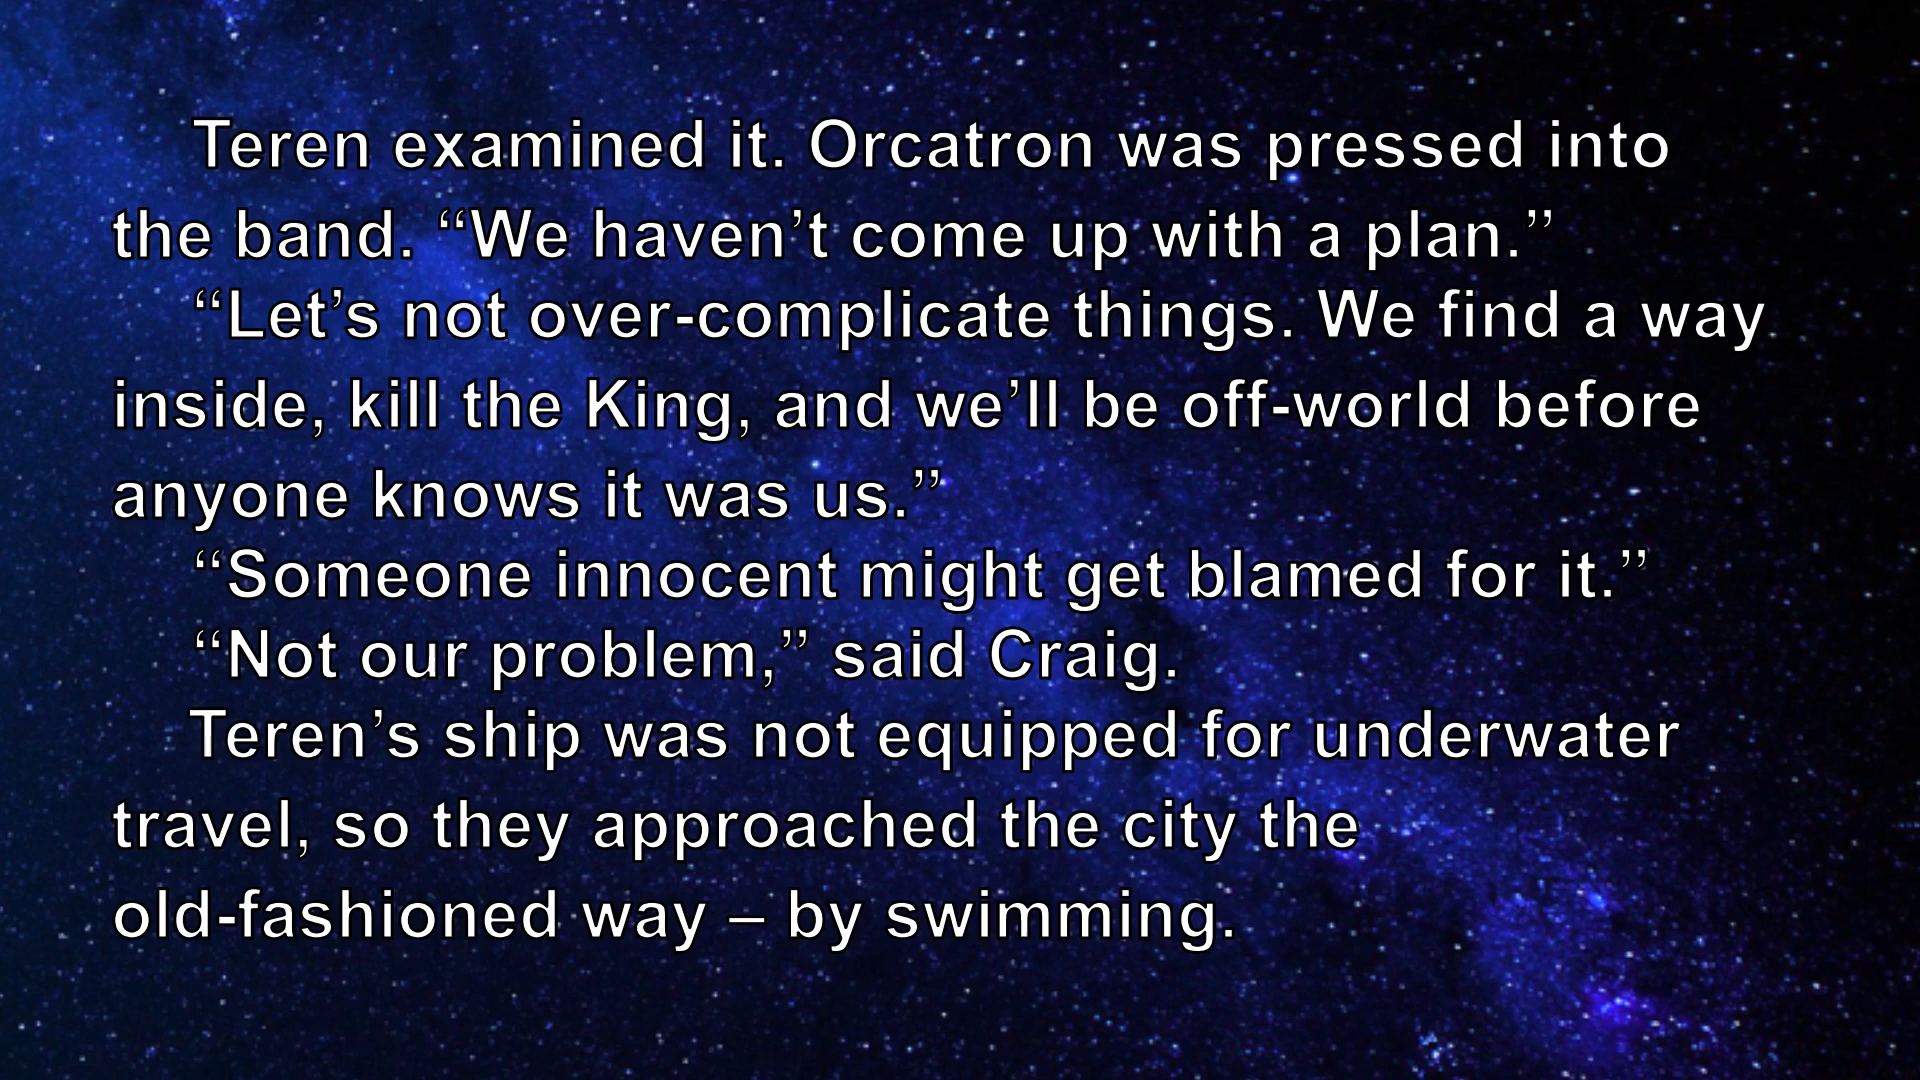 Teren examined it. Orcatron was pressed into
the band. “We haven’t come up with a plan.”
“Let’s not over-complicate things. We find a way
inside, kill the King, and we’ll be off-world before
anyone knows it was us.”
“Someone innocent might get blamed for it.”
“Not our problem,” said Craig.
Teren’s ship was not equipped for underwater
travel, so they approached the city the
old-fashioned way – by swimming.